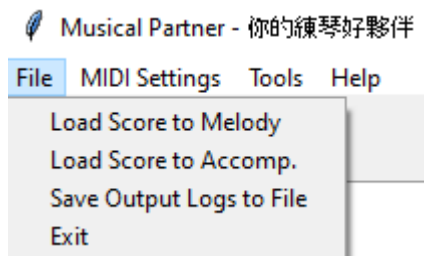 Musical Partner - 你的練琴好夥伴
File MIDI Settings Tools Help
Load Score to Melody
Load Score to Accomp.
Save Output Logs to File
Exit